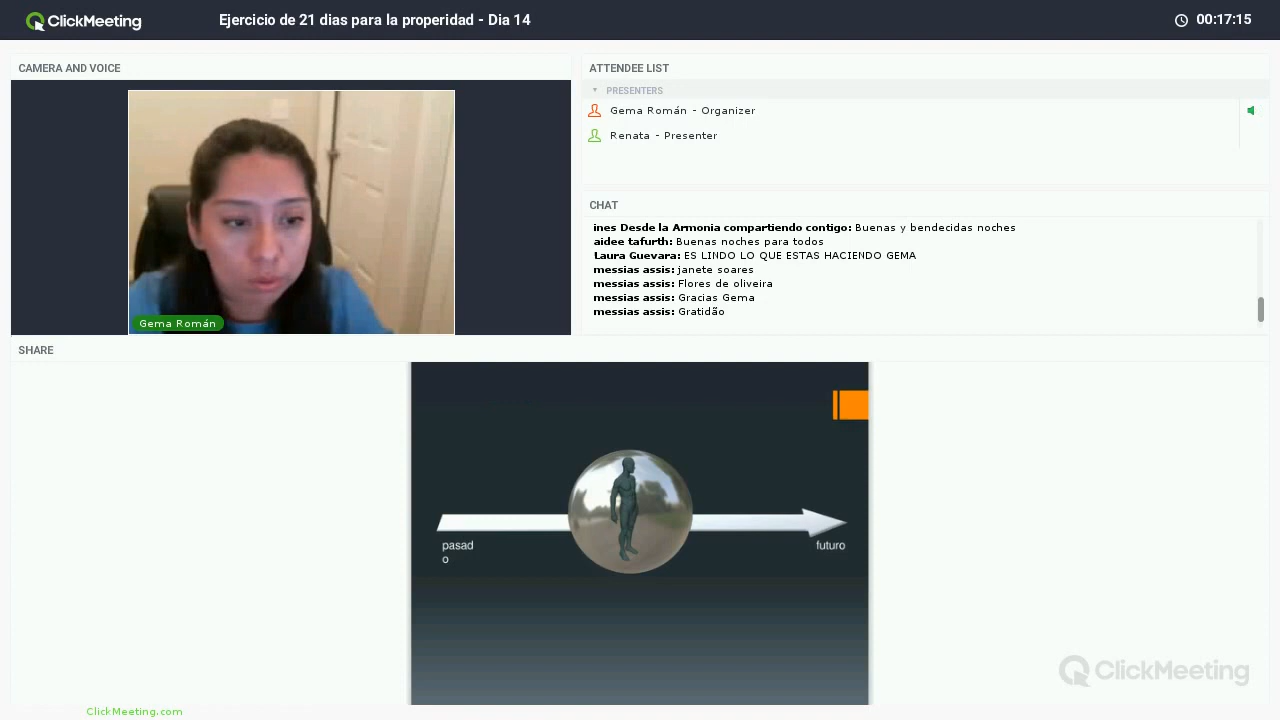 ClickMeeting
Ejercicio de 21 dias para la properidad - Dia 14
00:17:15
CAMERA AND VOICE
Gema Román
ATTENDEE LIST
PRESENTERS
Gema Román - Organizer
Renata - Presenter
CHAT
ines Desde la Armonia compartiendo contigo: Buenas y bendecidas noches
aidee tafurth: Buenas noches para todos
Laura Guevara: ES LINDO LO QUE ESTAS HACIENDO GEMA
messias assis: janete soares
messias assis: Flores de oliveira
messias assis: Gracias Gema
messias assis: Gratidão
SHARE
pasad
o
futuro
ClickMeeting
ClickMeeting.com